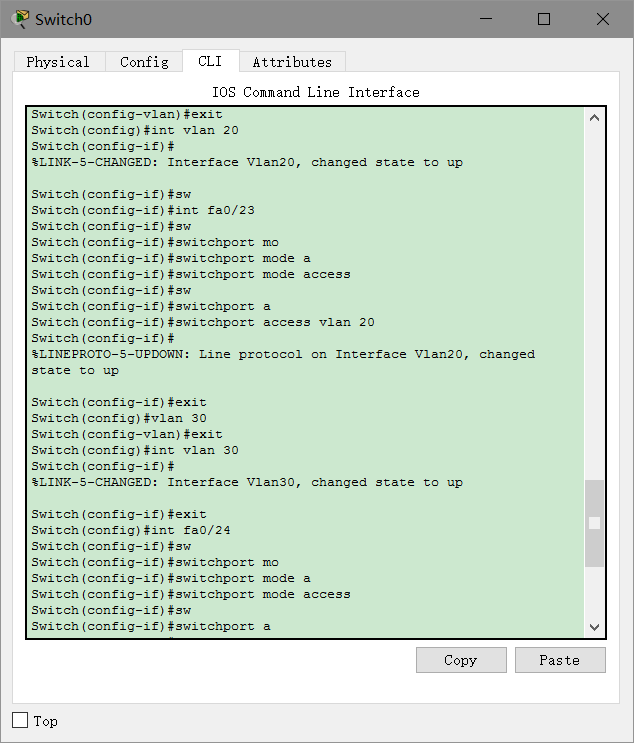 Switch0
Physical Config CLI Attributes
IOS Command Line Interface
Switch(config-vlan)#exit
Switch(config)#int vlan 20
Switch(config-if)#
%LINK-5-CHANGED: Interface Vlan20, changed state to up
Switch(config-if)#sw
Switch(config-if)#int fa0/23
Switch(config-if)#sw
Switch(config-if)#switchport mo
Switch(config-if)#switchport mode a
Switch(config-if)#switchport mode access
Switch(config-if)#sw
Switch(config-if)#switchport a
Switch(config-if)#switchport access vlan 20
Switch(config-if)#
%LINEPROTO-5-UPDOWN: Line protocol on Interface Vlan20, changed
state to up
Switch(config-if)#exit
Switch(config)#vlan 30
Switch(config-vlan)#exit
Switch(config)#int vlan 30
Switch(config-if)#
%LINK-5-CHANGED: Interface Vlan30, changed state to up
Switch(config-if)#exit
Switch(config)#int fa0/24
Switch(config-if)#sw
Switch(config-if)#switchport mo
Switch(config-if)#switchport mode a
Switch(config-if)#switchport mode access
Switch(config-if)#sw
Switch(config-if)#switchport a
Copy Paste
Top